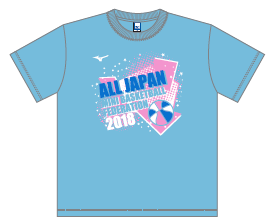 ALL JAPAN
MINI BASKETBALL
FEDERATION
2018